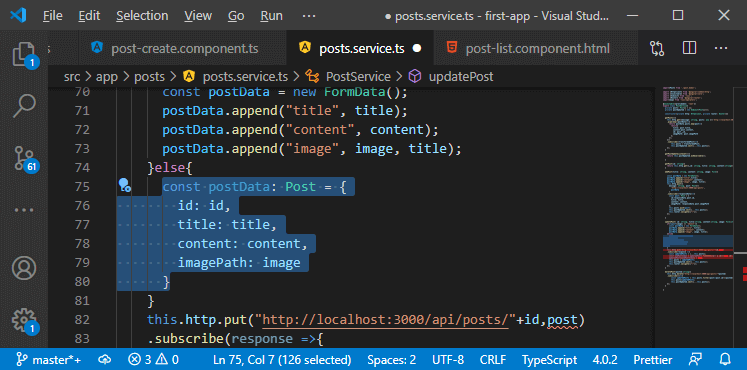 File Edit Selection View Go Run ··· posts.service.ts - first-app - Visual Stud...
s post-create.component.ts posts.service.ts ● post-list.component.html ···
src > app > posts > posts.service.ts > PostService > updatePost
70 const postData = new FormData();
71 postData.append("title", title);
72 postData.append("content", content);
73 postData.append("image", image, title);
74 }else{
75 const postData: Post = {
76 id: id,
77 title: title,
78 content: content,
79 imagePath: image
80 }
81 }
82 this.http.put("http://localhost:3000/api/posts/"+id,post)
83 .subscribe(response =>{
1
61
1
master*+ 3 0 Ln 75, Col 7 (126 selected) Spaces: 2 UTF-8 CRLF TypeScript 4.0.2 Prettier